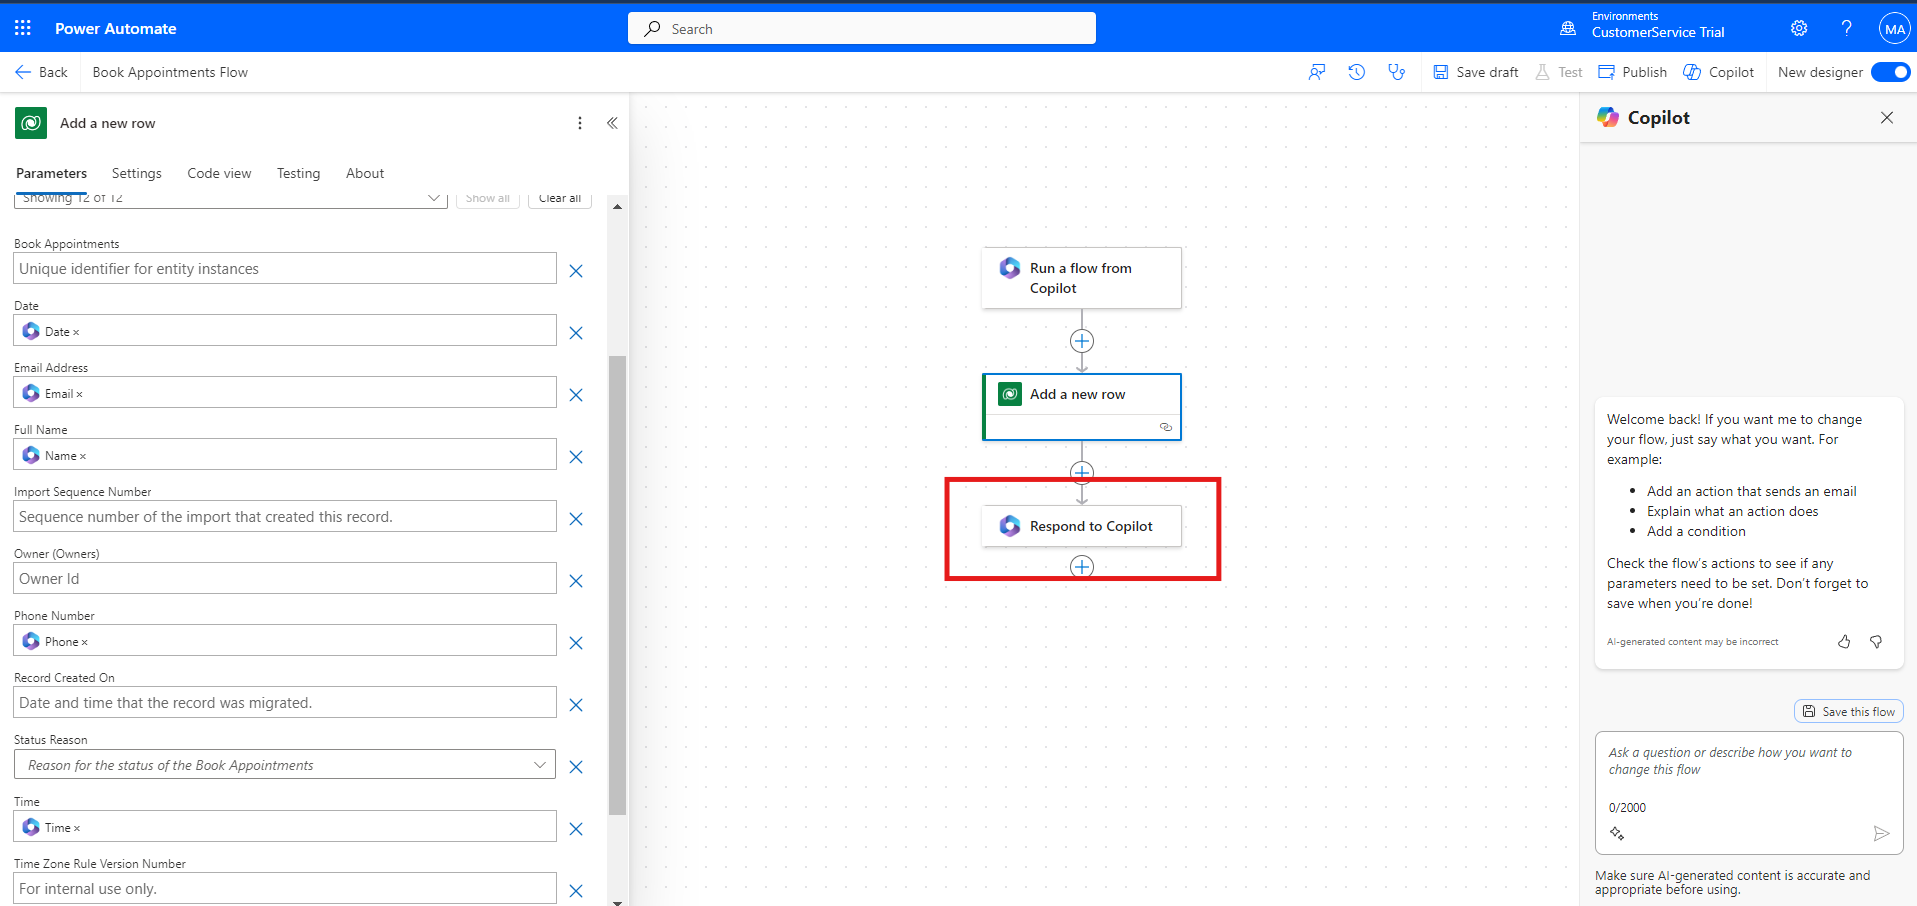 Power Automate
Search
Environments
CustomerService Trial
MA
Back
Book Appointments Flow
Save draft
Test
Publish
Copilot
New designer
Add a new row
Parameters
Settings
Code view
Testing
About
Showing 12 of 12
Show all
Clear all
Book Appointments
Unique identifier for entity instances
Date
Date ×
Email Address
Email ×
Full Name
Name ×
Import Sequence Number
Sequence number of the import that created this record.
Owner (Owners)
Owner Id
Phone Number
Phone ×
Record Created On
Date and time that the record was migrated.
Status Reason
Reason for the status of the Book Appointments
Time
Time ×
Time Zone Rule Version Number
For internal use only.
Run a flow from
Copilot
Add a new row
Respond to Copilot
Copilot
Welcome back! If you want me to change
your flow, just say what you want. For
example:
• Add an action that sends an email
• Explain what an action does
• Add a condition
Check the flow's actions to see if any
parameters need to be set. Don't forget to
save when you're done!
AI-generated content may be incorrect
Save this flow
Ask a question or describe how you want to
change this flow
0/2000
Make sure AI-generated content is accurate and
appropriate before using.